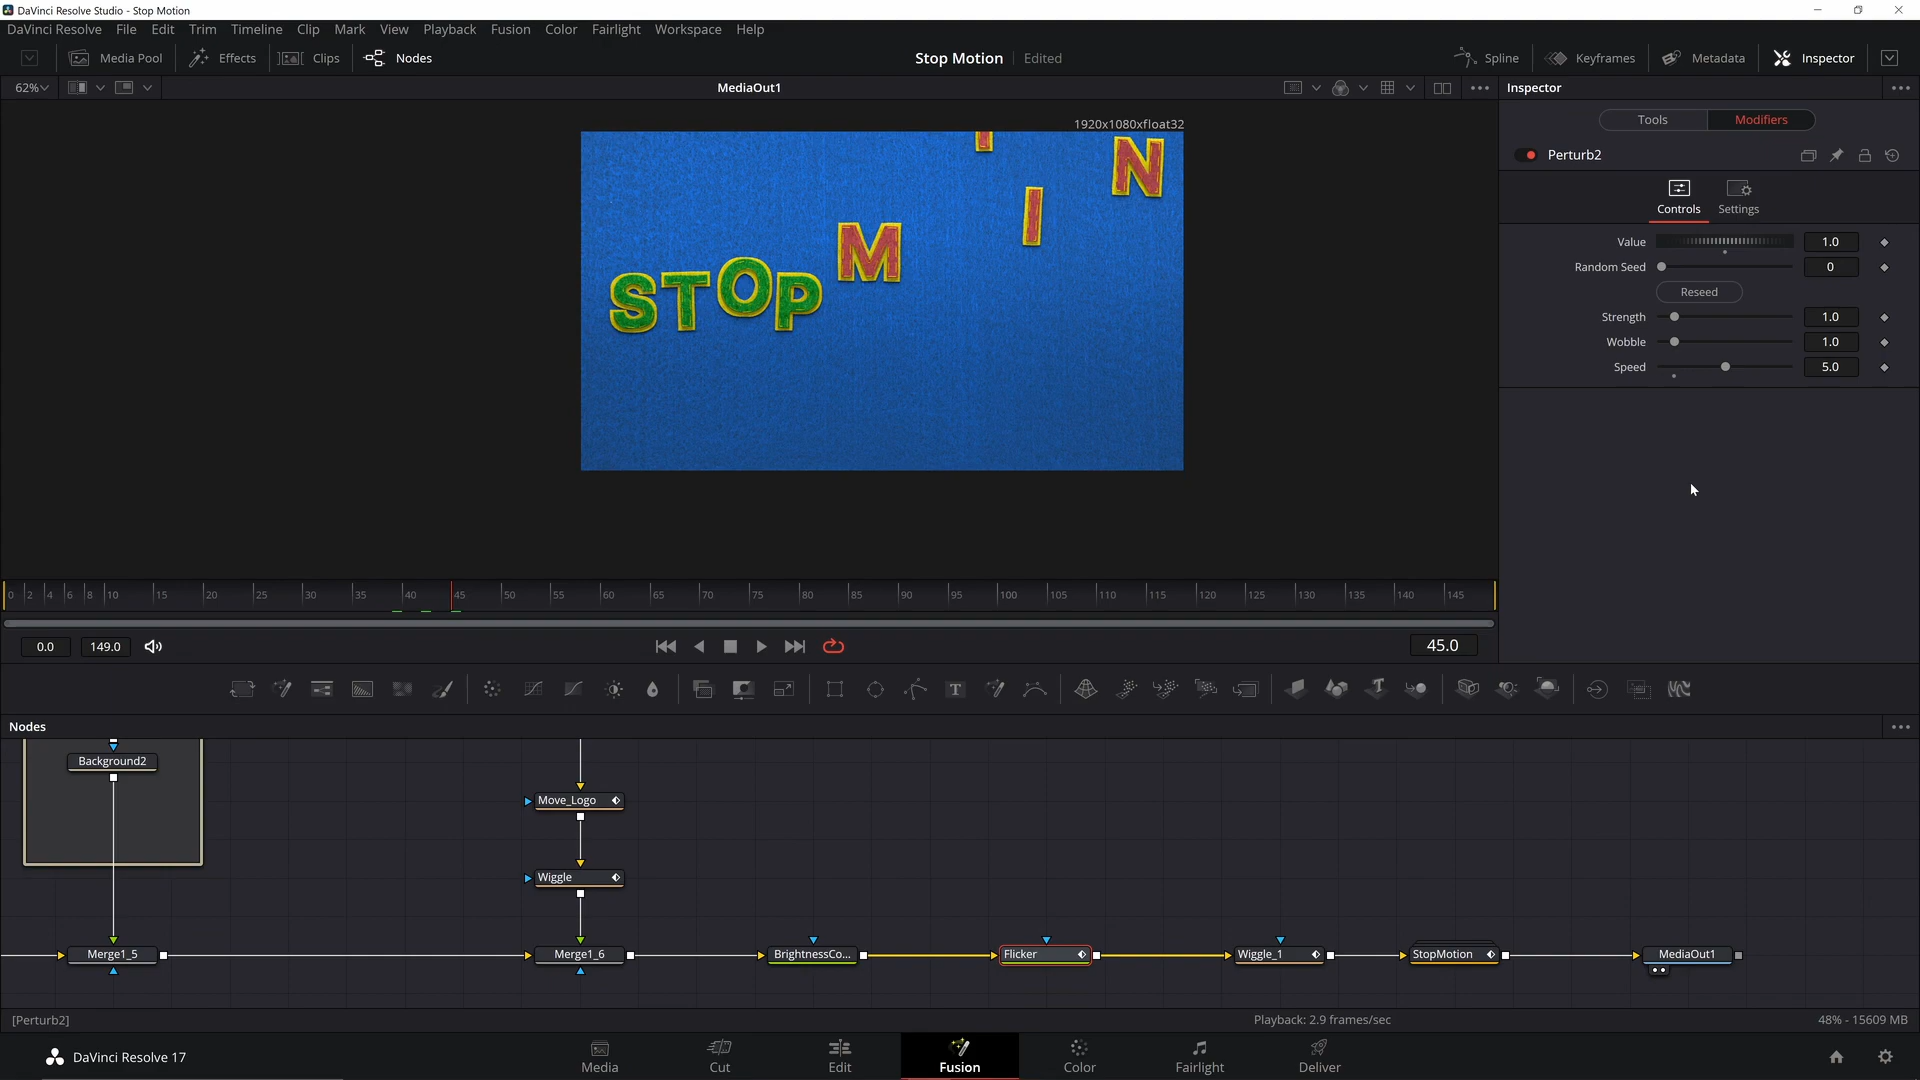 DaVinci Resolve Studio - Stop Motion
DaVinci Resolve File Edit Trim Timeline Clip Mark View Playback Fusion Color Fairlight Workspace Help
Media Pool Effects Clips Nodes Stop Motion Edited Spline Keyframes Metadata Inspector
62% MediaOut1 Inspector
1920x1080xfloat32
Tools Modifiers
Perturb2
Controls Settings
Value 1.0
Random Seed 0
Reseed
Strength 1.0
Wobble 1.0
Speed 5.0
N
I
M
STOP
0 2 4 6 8 10 15 20 25 30 35 40 45 50 55 60 65 70 75 80 85 90 95 100 105 110 115 120 125 130 135 140 145
0.0 149.0 45.0
Nodes
Background2
Move_Logo
Wiggle
Merge1_5 Merge1_6 BrightnessCo... Flicker Wiggle_1 StopMotion MediaOut1
[Perturb2] Playback: 2.9 frames/sec 48% - 15609 MB
DaVinci Resolve 17 Media Cut Edit Fusion Color Fairlight Deliver